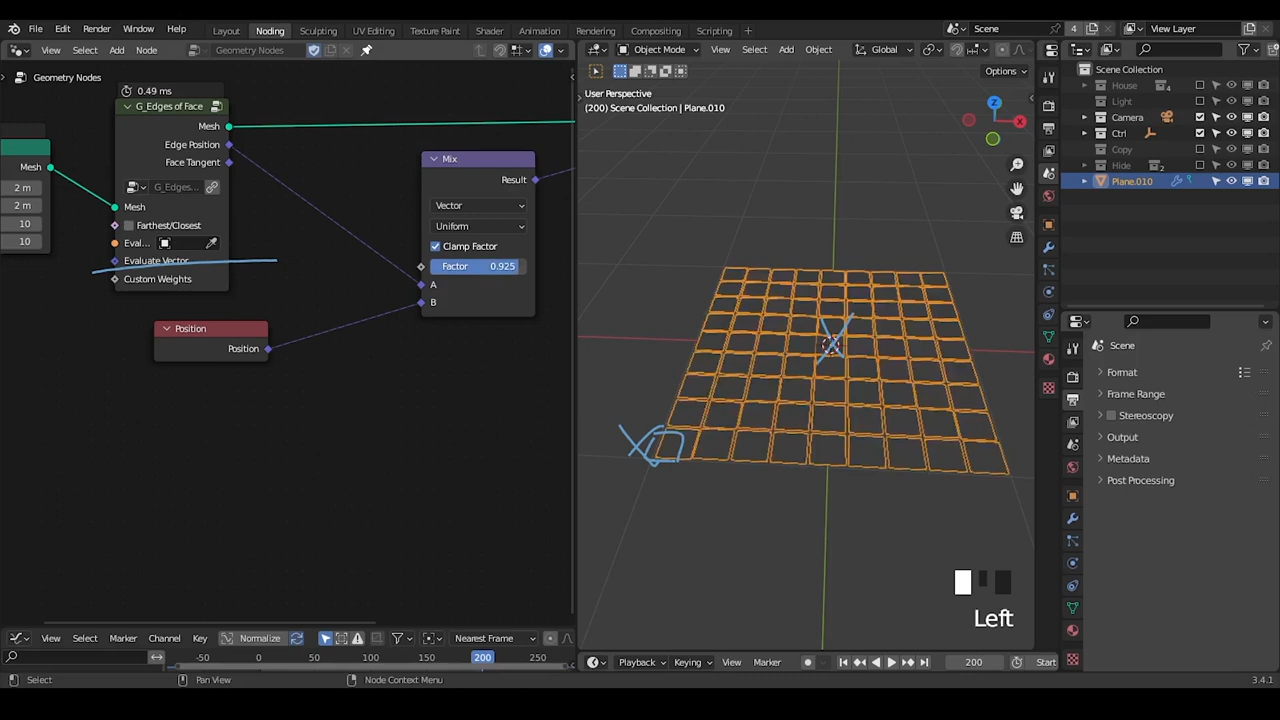 File Edit Render Window Help Layout Noding Sculpting UV Editing Texture Paint Shader Animation Rendering Compositing Scripting Scene 4 View Layer
View Select Add Node Geometry Nodes Object Mode View Select Add Object Global
Geometry Nodes Options
0.49 ms
G_Edges of Face
Mesh
Edge Position
Face Tangent
G_Edges...
Mesh
Farthest/Closest
Eval...
Evaluate Vector
Custom Weights
Mesh
2 m
2 m
10
10
Position
Position
Mix
Result
Vector
Uniform
Clamp Factor
Factor 0.925
A
B
User Perspective
(200) Scene Collection | Plane.010
Z
X
Left
Scene Collection
House 4
Light
Camera
Ctrl
Copy
Hide 2
Plane.010
Scene
Format
Frame Range
Stereoscopy
Output
Metadata
Post Processing
View Select Marker Channel Key Normalize Nearest Frame
-50 0 50 100 150 200 250
Playback Keying View Marker 200 Start
Select Pan View Node Context Menu 3.4.1